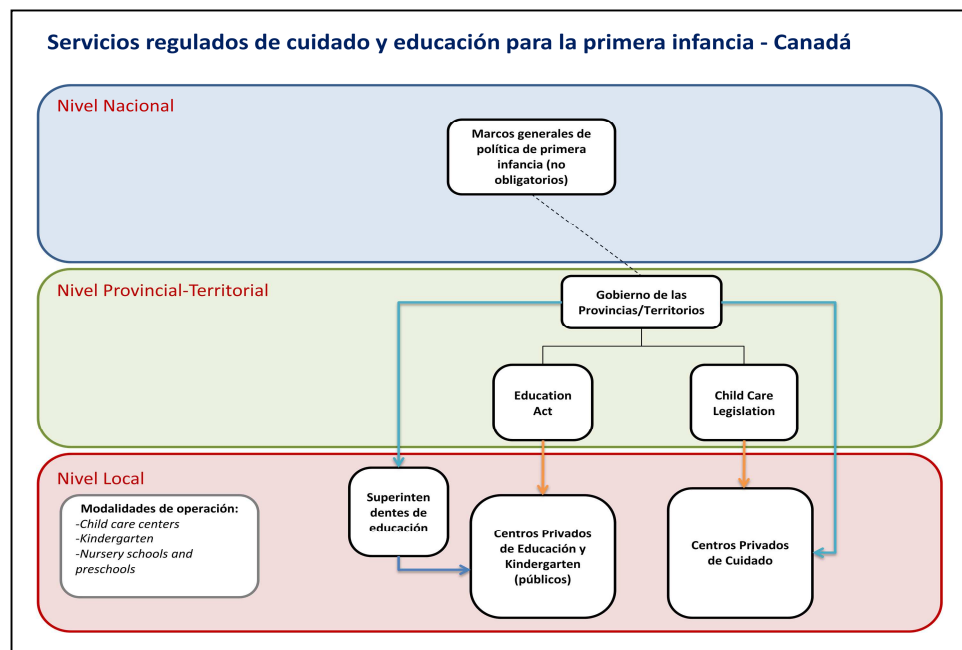 Servicios regulados de cuidado y educación para la primera infancia - Canadá
Nivel Nacional
Marcos generales de
política de primera
infancia (no
obligatorios)
Nivel Provincial-Territorial
Gobierno de las
Provincias/Territorios
Education
Act
Child Care
Legislation
Nivel Local
Modalidades de operación:
-Child care centers
-Kindergarten
-Nursery schools and
preschools
Superinten
dentes de
educación
Centros Privados
de Educación y
Kindergarten
(públicos)
Centros Privados
de Cuidado